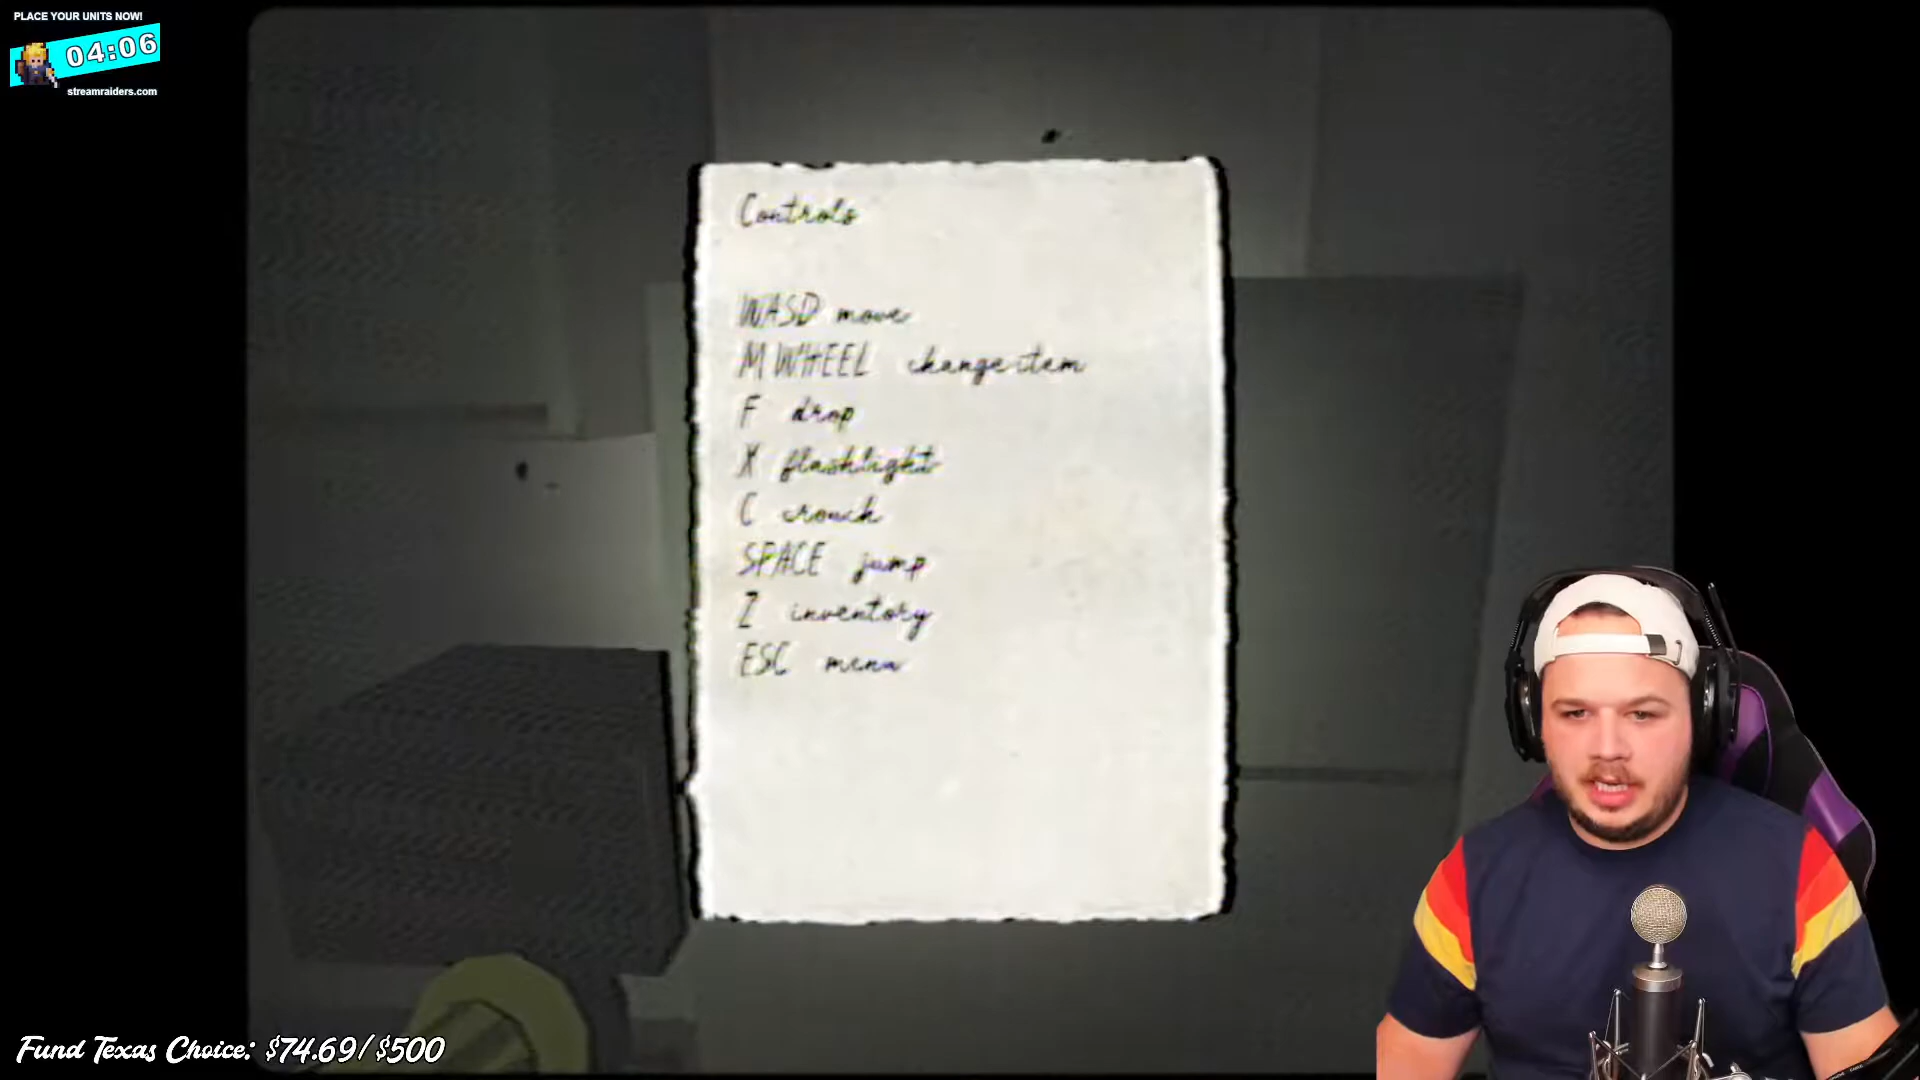 PLACE YOUR UNITS NOW!
04:06
streamraiders.com
Controls
WASD move
M WHEEL change item
F drop
X flashlight
C crouch
SPACE jump
Z inventory
ESC menu
Fund Texas Choice: $74.69/$500